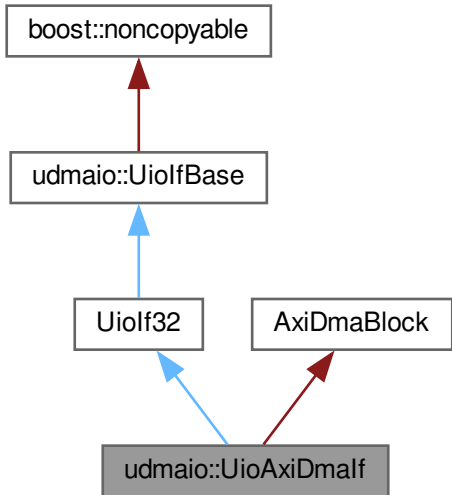 boost::noncopyable
udmaio::UioIfBase
UioIf32
AxiDmaBlock
udmaio::UioAxiDmaIf